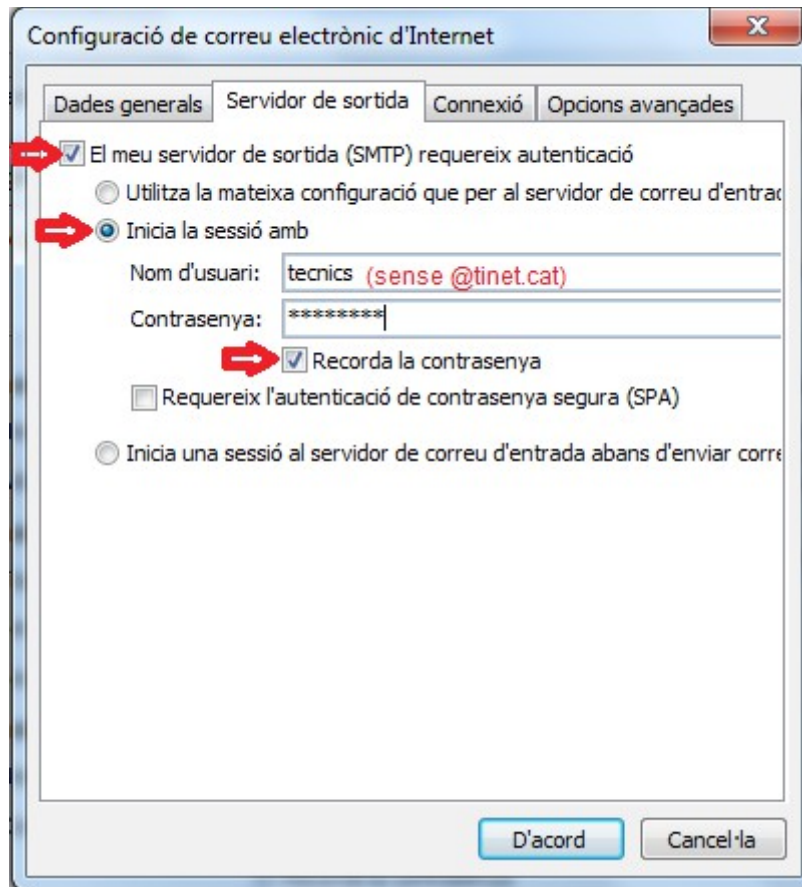 Configuració de correu electrònic d'Internet
Dades generals Servidor de sortida Connexió Opcions avançades
El meu servidor de sortida (SMTP) requereix autenticació
Utilitza la mateixa configuració que per al servidor de correu d'entrad
Inicia la sessió amb
Nom d'usuari: tecnics (sense @tinet.cat)
Contrasenya: ********
Recorda la contrasenya
Requereix l'autenticació de contrasenya segura (SPA)
Inicia una sessió al servidor de correu d'entrada abans d'enviar corre
D'acord Cancel·la